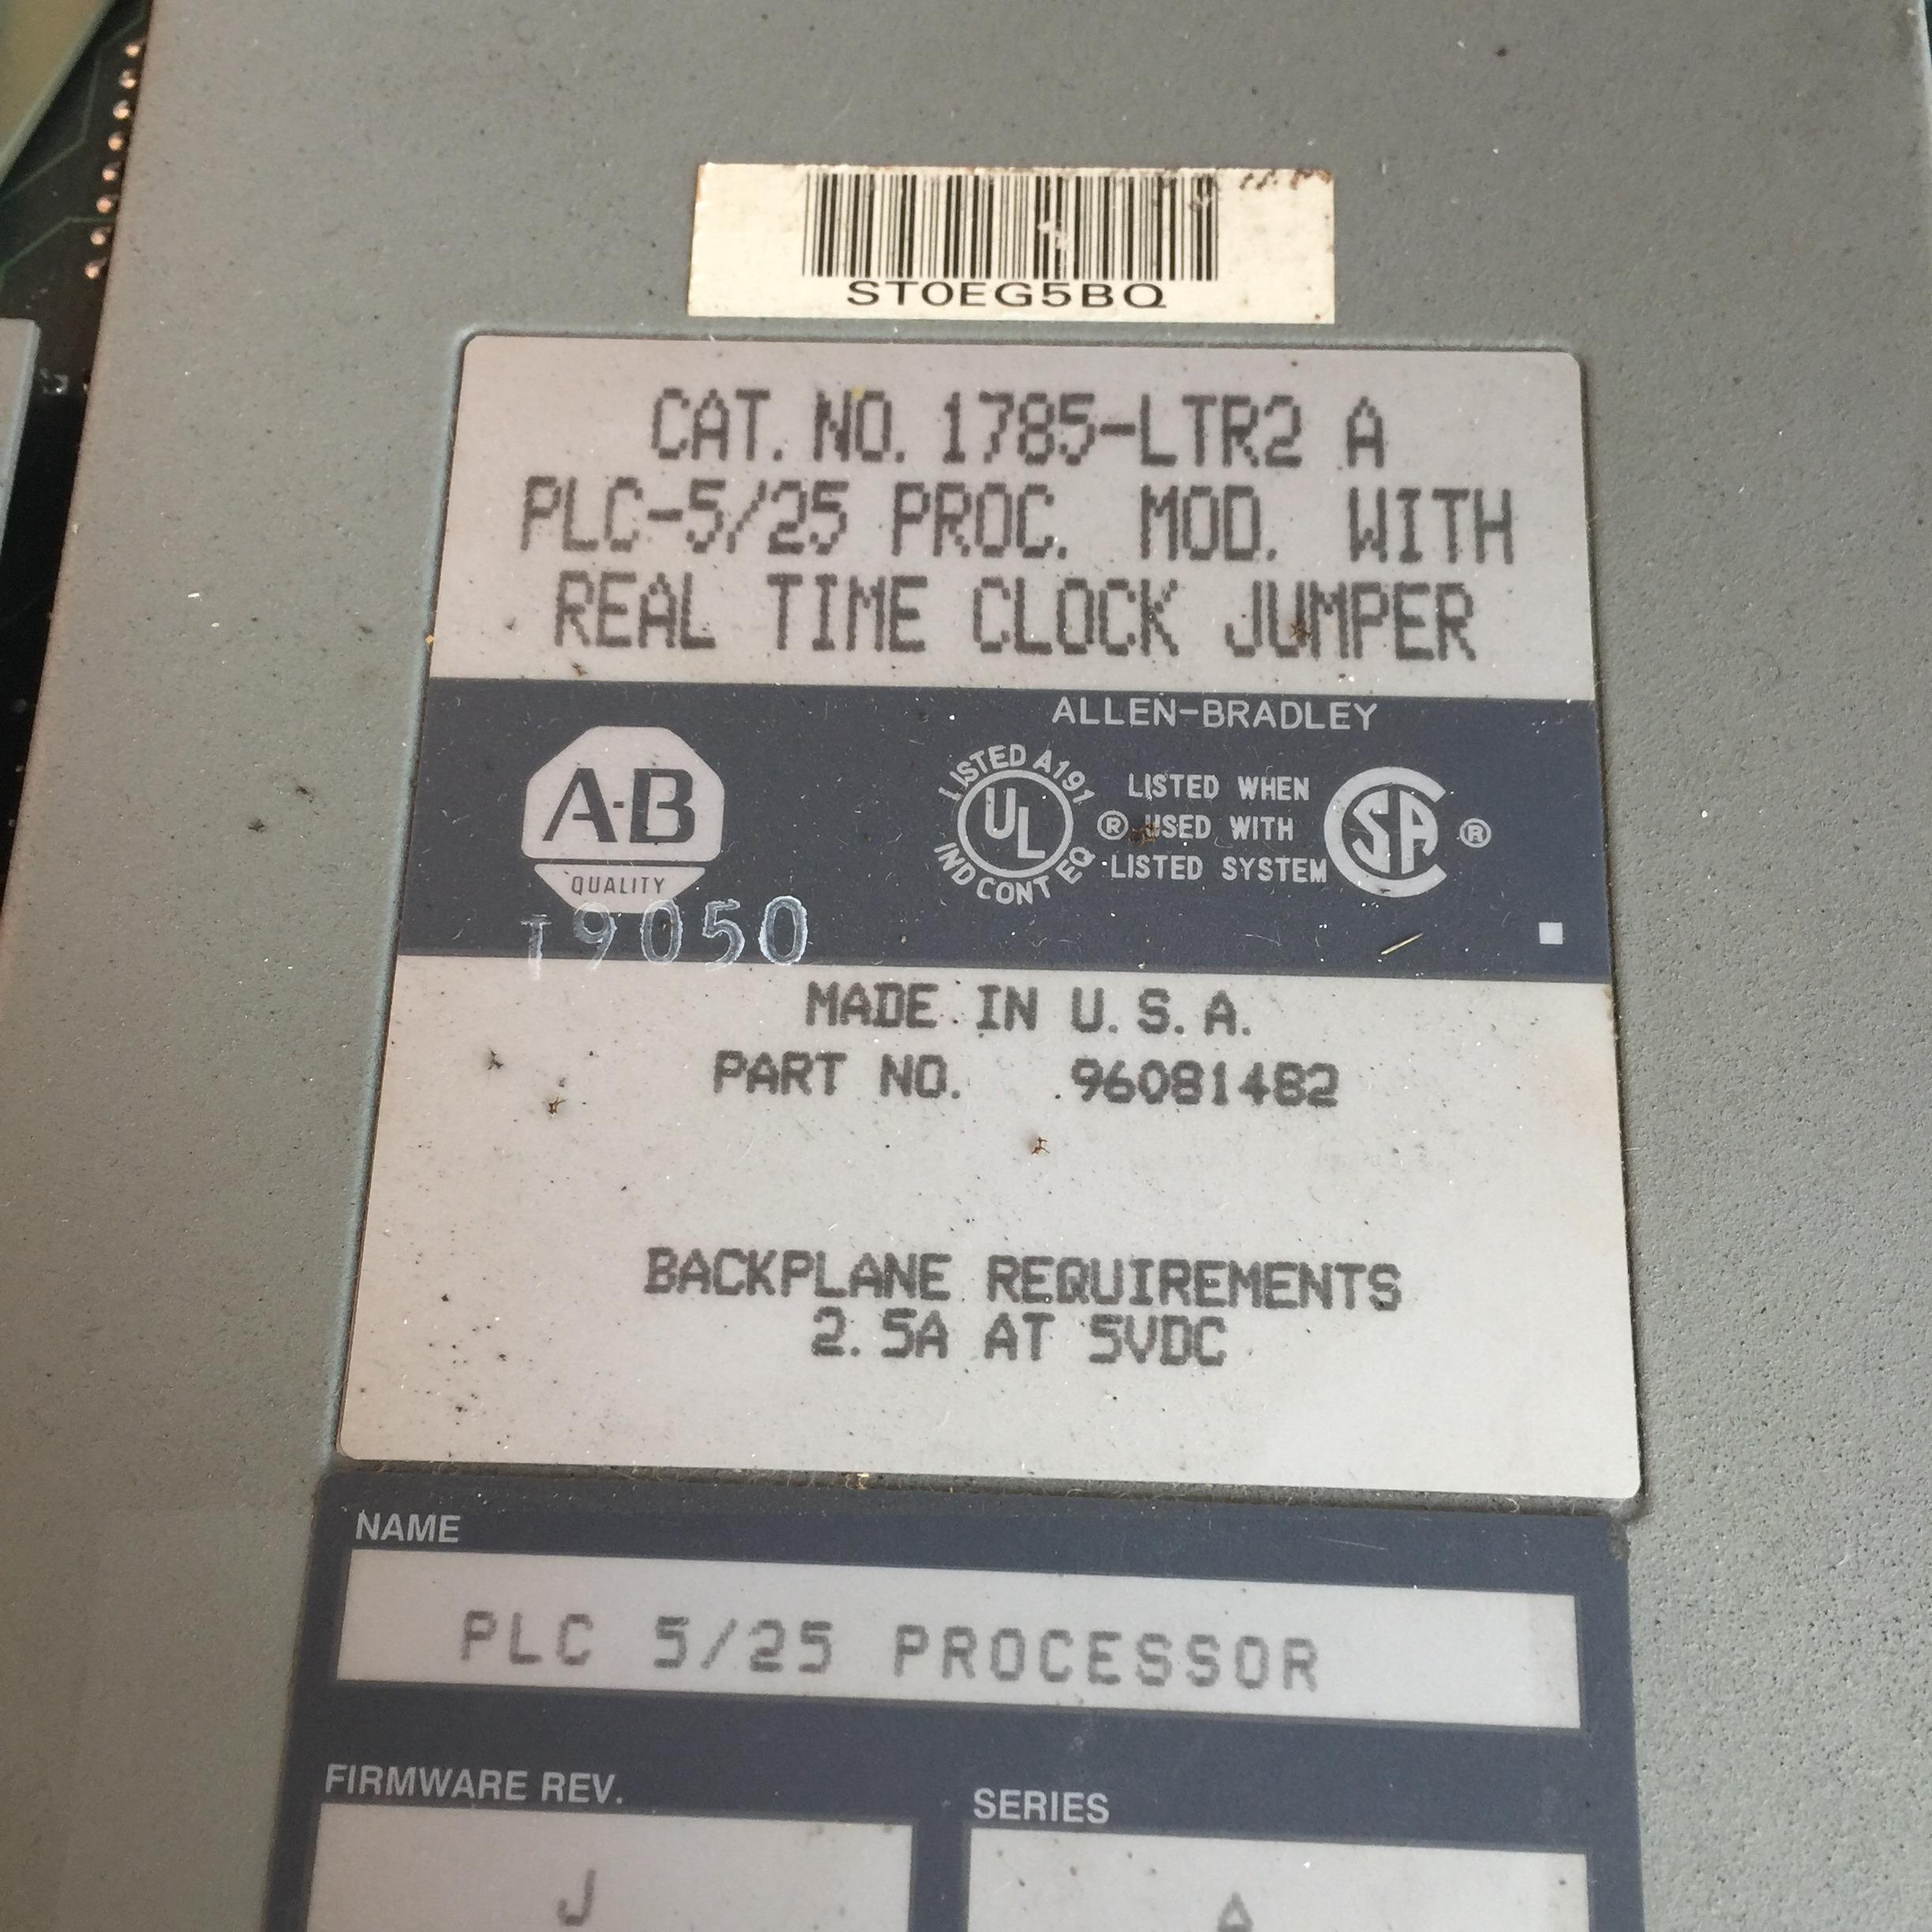 ST0EG5BQ
CAT. NO. 1785-LTR2 A
PLC-5/25 PROC. MOD. WITH
REAL TIME CLOCK JUMPER
ALLEN-BRADLEY
A-B
QUALITY
LISTED A191
UL
IND CONT EQ
®
LISTED WHEN
USED WITH
LISTED SYSTEM
SA ®
T9050
MADE IN U.S.A.
PART NO. 96081482
BACKPLANE REQUIREMENTS
2.5A AT 5VDC
NAME
PLC 5/25 PROCESSOR
FIRMWARE REV.
SERIES
J
A